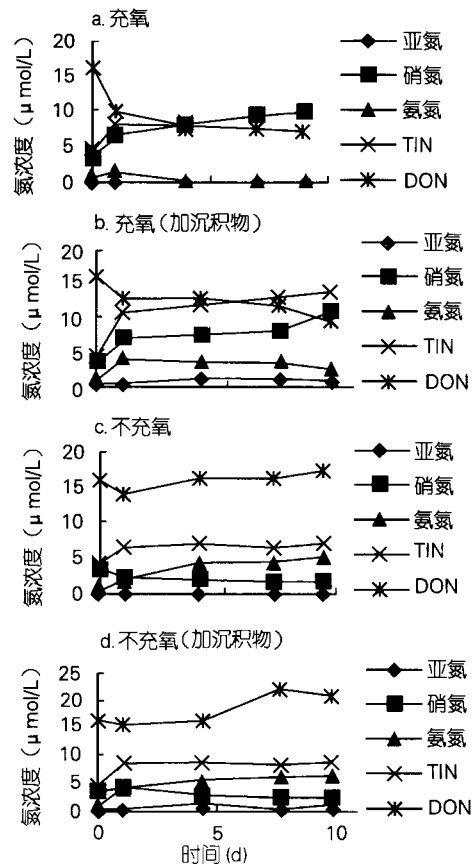 a. 充氧
氮浓度(μmol/L)
20
15
10
5
0
亚氮
硝氮
氨氮
TIN
DON
b. 充氧(加沉积物)
氮浓度(μmol/L)
20
15
10
5
0
亚氮
硝氮
氨氮
TIN
DON
c. 不充氧
氮浓度(μmol/L)
20
15
10
5
0
亚氮
硝氮
氨氮
TIN
DON
d. 不充氧(加沉积物)
氮浓度(μmol/L)
25
20
15
10
5
0
亚氮
硝氮
氨氮
TIN
DON
0 5 10
时间(d)